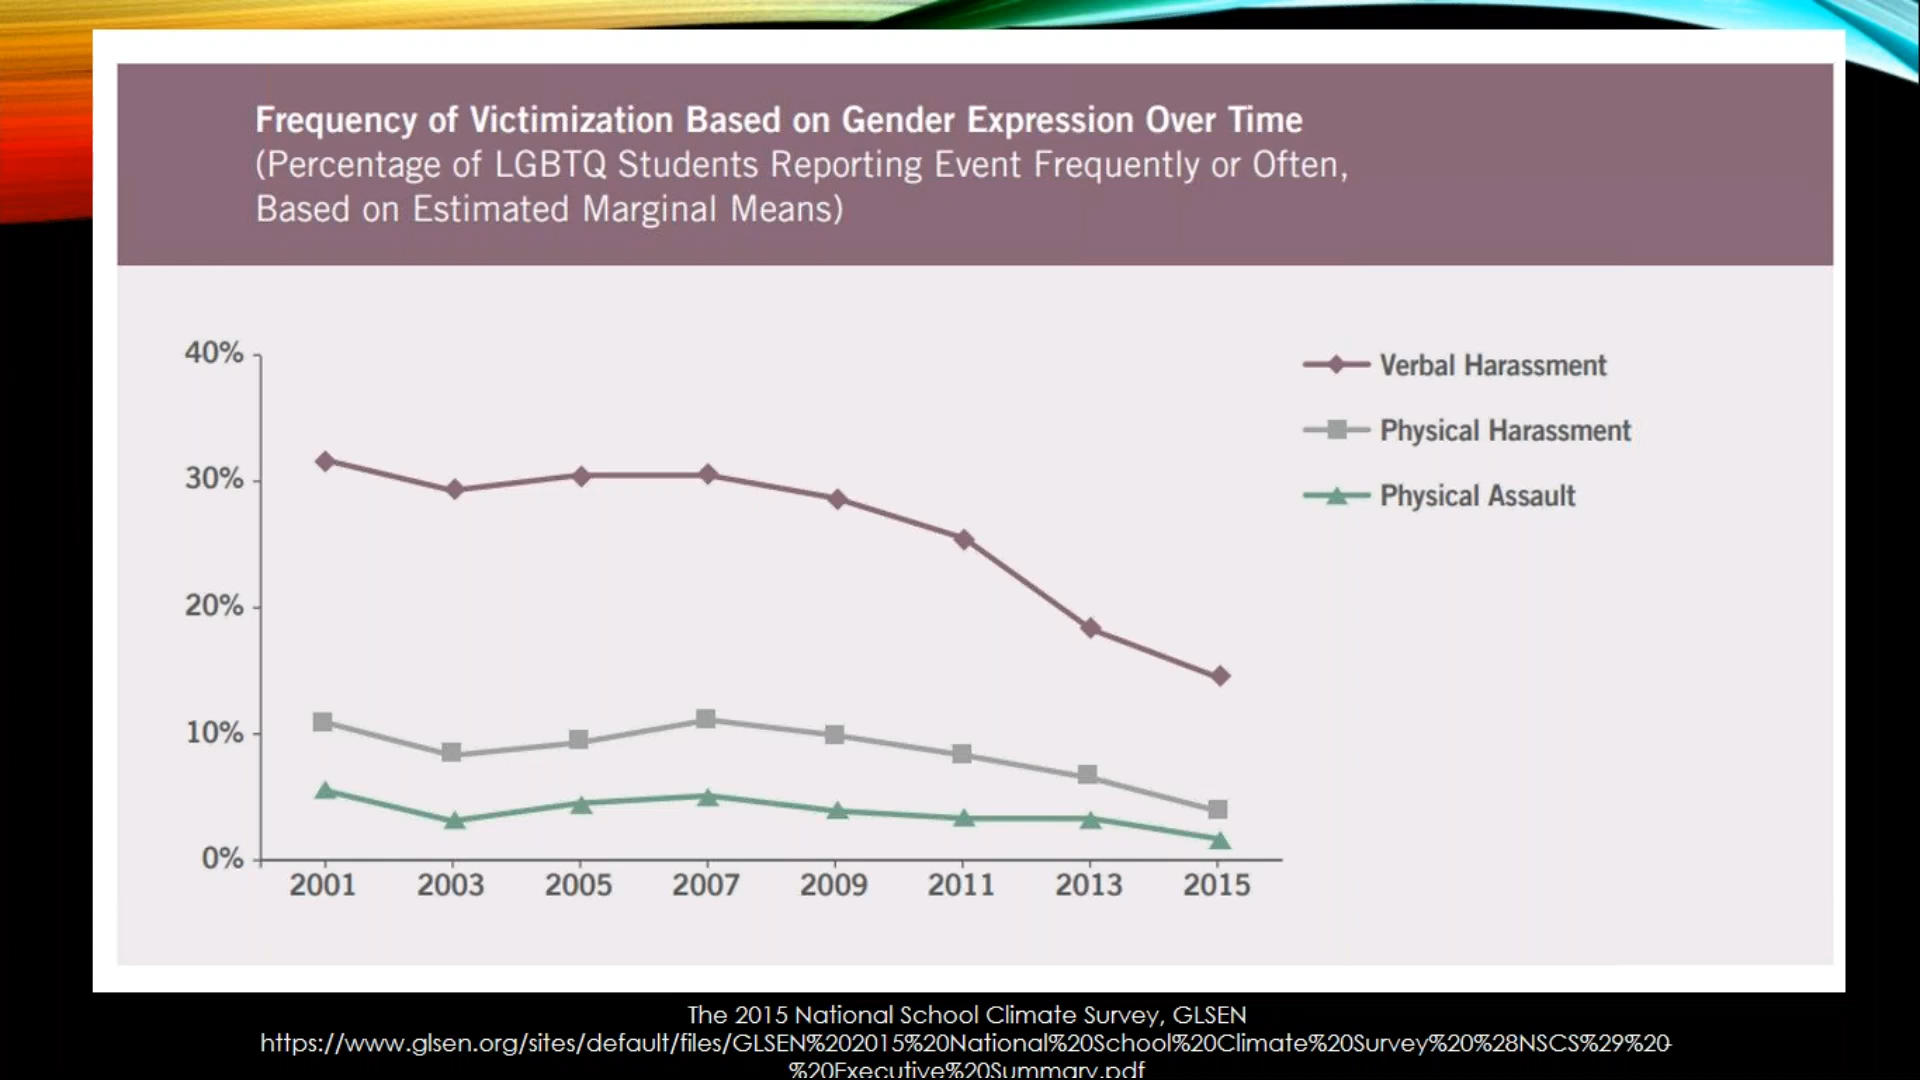 Frequency of Victimization Based on Gender Expression Over Time
(Percentage of LGBTQ Students Reporting Event Frequently or Often,
Based on Estimated Marginal Means)
40%
30%
20%
10%
0%
2001 2003 2005 2007 2009 2011 2013 2015
Verbal Harassment
Physical Harassment
Physical Assault
The 2015 National School Climate Survey, GLSEN
https://www.glsen.org/sites/default/files/GLSEN%202015%20National%20School%20Climate%20Survey%20%28NSCS%29%20-
%20Executive%20Summary.pdf